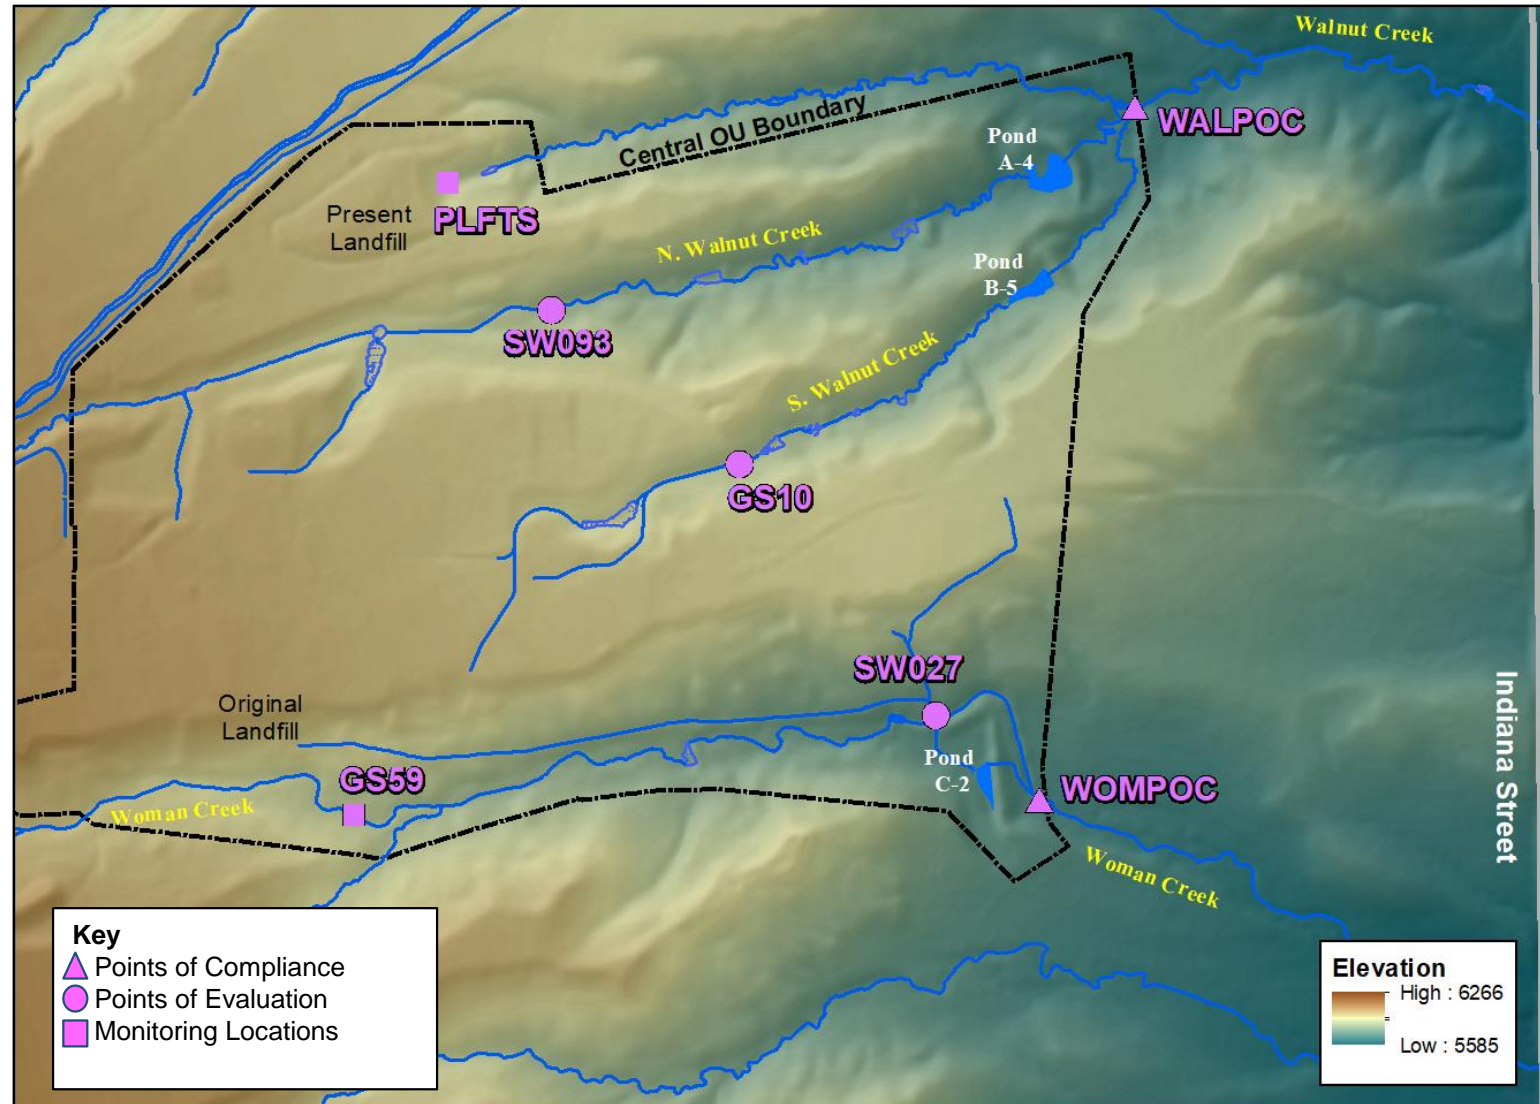 Walnut Creek
WALPOC
Central OU Boundary
Pond
A-4
PLFTS
Present
Landfill
N. Walnut Creek
Pond
B-5
SW093
S. Walnut Creek
GS10
SW027
Original
Landfill
Pond
C-2
GS59
WOMPOC
Woman Creek
Woman Creek
Indiana Street
Key
Points of Compliance
Points of Evaluation
Monitoring Locations
Elevation
High : 6266
Low : 5585